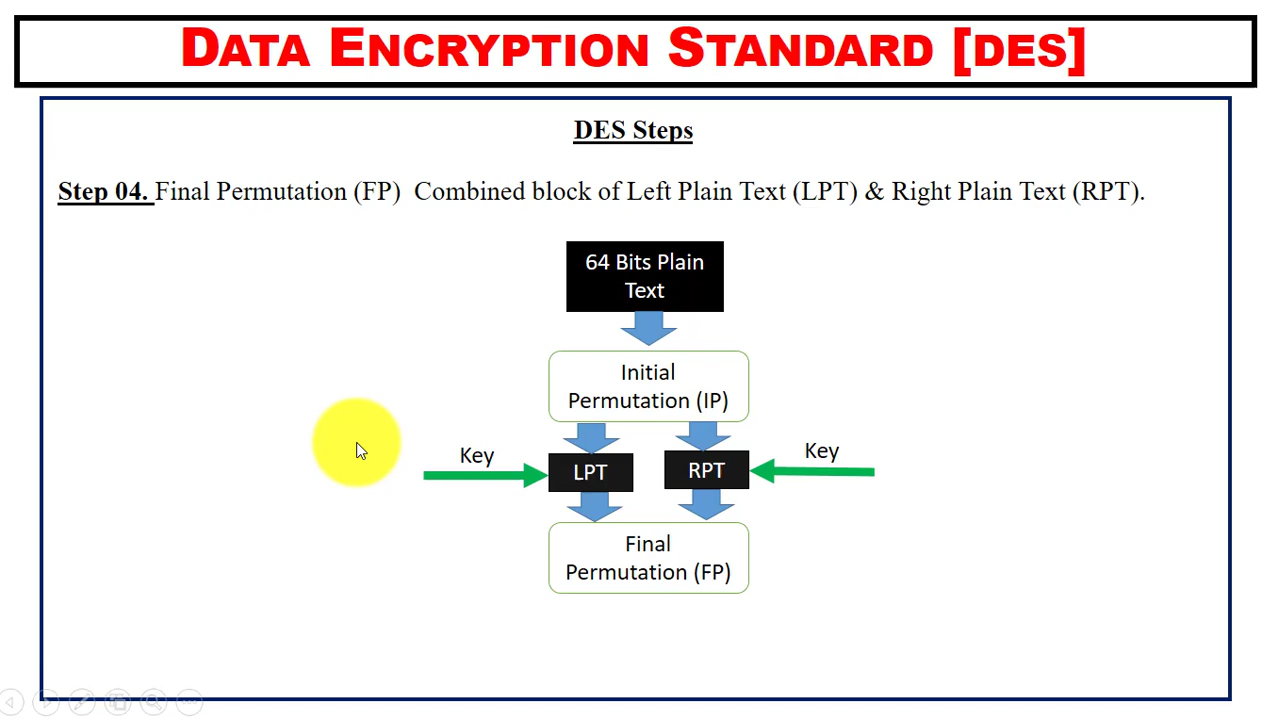 DATA ENCRYPTION STANDARD [DES]
DES Steps
Step 04. Final Permutation (FP) Combined block of Left Plain Text (LPT) & Right Plain Text (RPT).
64 Bits Plain
Text
Initial
Permutation (IP)
Key
LPT
RPT
Key
Final
Permutation (FP)